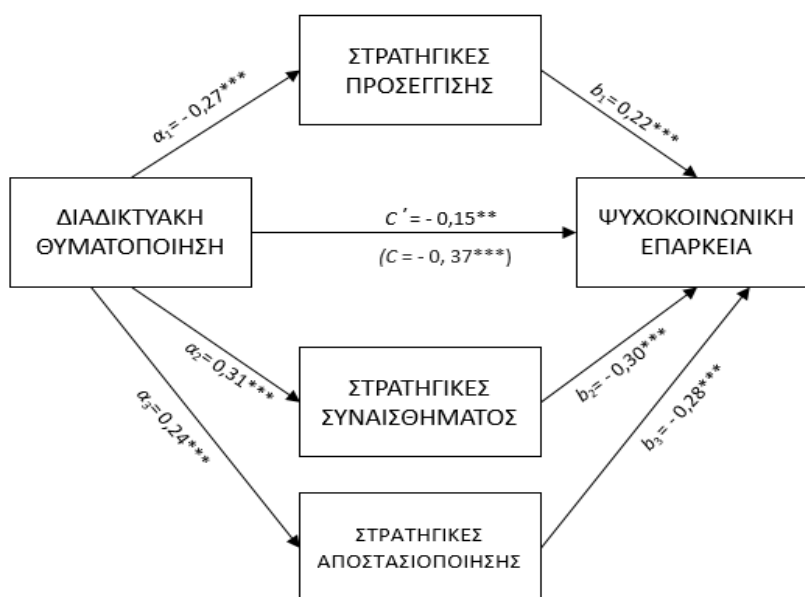 ΣΤΡΑΤΗΓΙΚΕΣ
ΠΡΟΣΕΓΓΙΣΗΣ
α₁= - 0,27***
b₁= 0,22***
ΔΙΑΔΙΚΤΥΑΚΗ
ΘΥΜΑΤΟΠΟΙΗΣΗ
C ΄ = - 0,15**
(C = - 0, 37***)
ΨΥΧΟΚΟΙΝΩΝΙΚΗ
ΕΠΑΡΚΕΙΑ
α₂= 0,31***
ΣΤΡΑΤΗΓΙΚΕΣ
ΣΥΝΑΙΣΘΗΜΑΤΟΣ
b₂= - 0,30***
α₃= 0,24***
b₃= - 0,28***
ΣΤΡΑΤΗΓΙΚΕΣ
ΑΠΟΣΤΑΣΙΟΠΟΙΗΣΗΣ